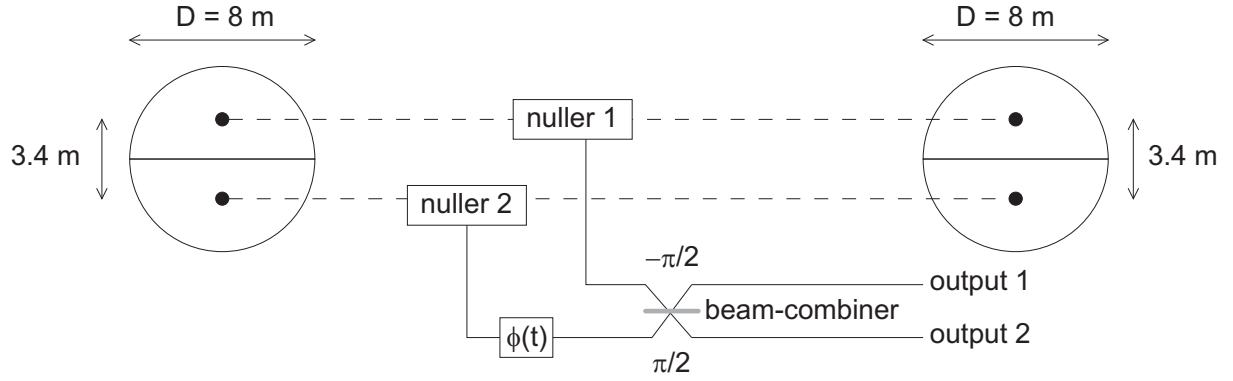 D = 8 m
D = 8 m
nuller 1
3.4 m
3.4 m
nuller 2
–π/2
output 1
beam-combiner
ϕ(t)
output 2
π/2